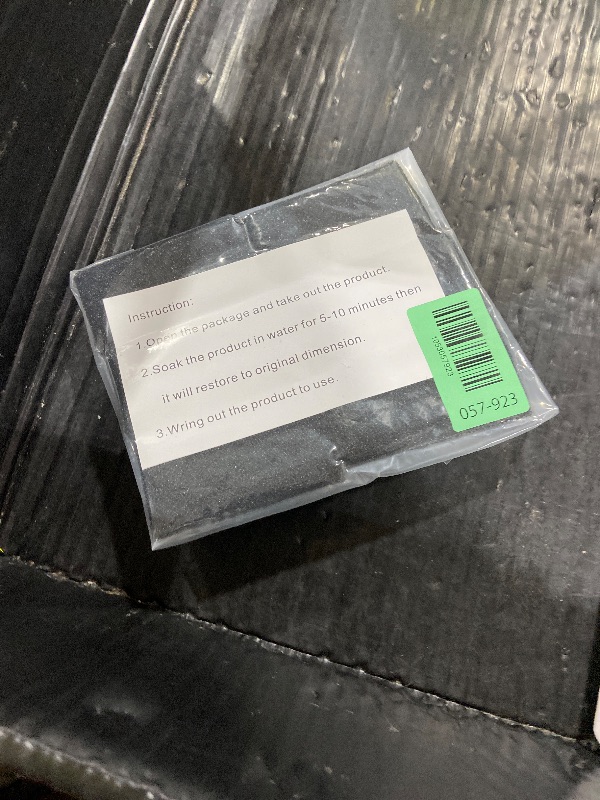 Instruction:
1.Open the package and take out the product.
2.Soak the product in water for 5-10 minutes then
it will restore to original dimension.
3.Wring out the product to use.
057-923